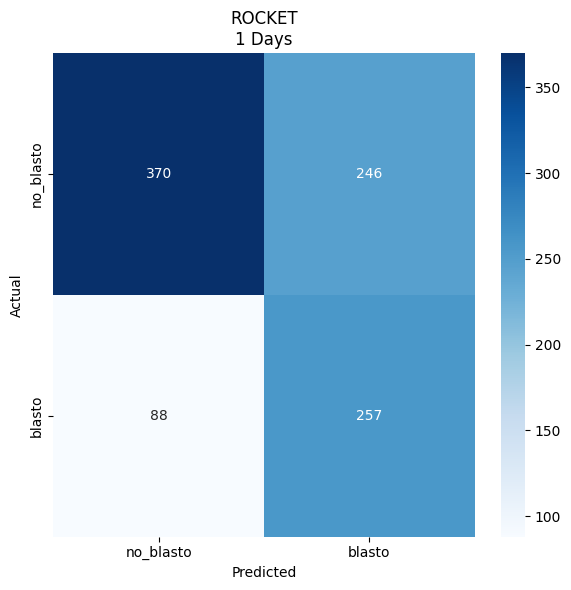 ROCKET
1 Days
Actual
no_blasto
blasto
370
246
88
257
no_blasto
blasto
Predicted
350
300
250
200
150
100